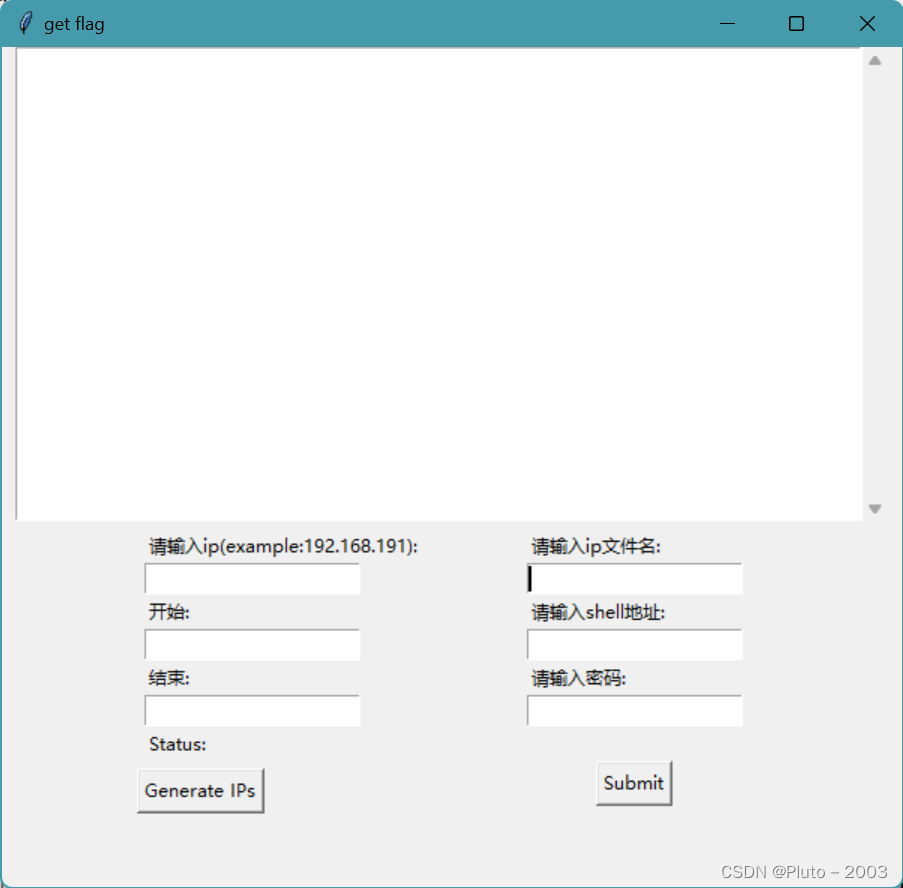 get flag
请输入ip(example:192.168.191):
请输入ip文件名:
开始:
请输入shell地址:
结束:
请输入密码:
Status:
Generate IPs
Submit
CSDN @Pluto – 2003